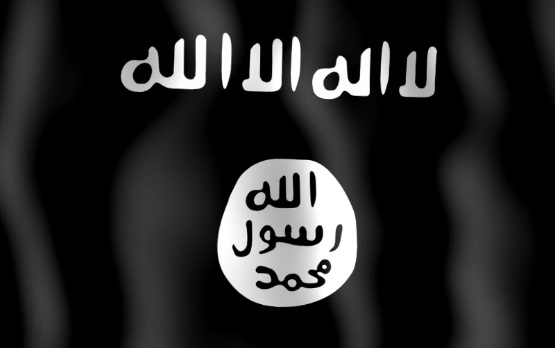 لا اله الا الله
الله
رسول
محمد